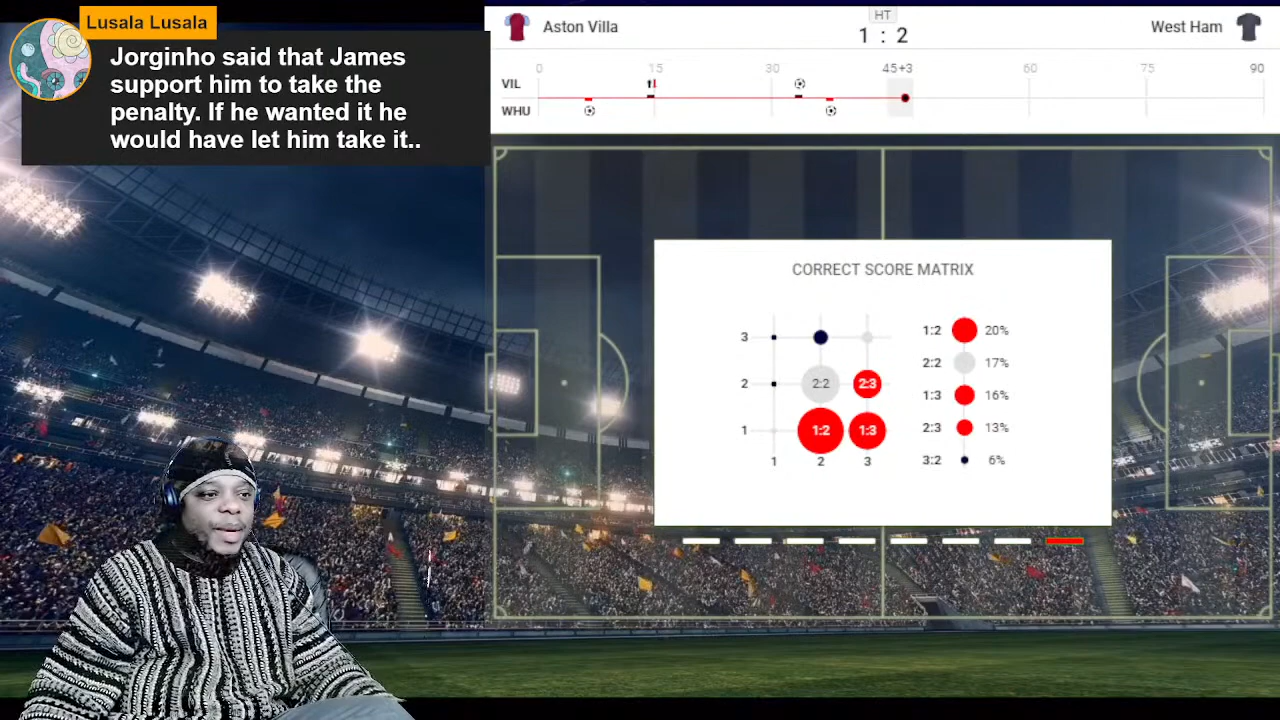 Lusala Lusala
Jorginho said that James
support him to take the
penalty. If he wanted it he
would have let him take it..
HT
Aston Villa
1 : 2
West Ham
0 15 30 45+3 60 75 90
VIL
WHU
CORRECT SCORE MATRIX
3
2
1
1 2 3
2:2
2:3
1:2
1:3
1:2 20%
2:2 17%
1:3 16%
2:3 13%
3:2 6%